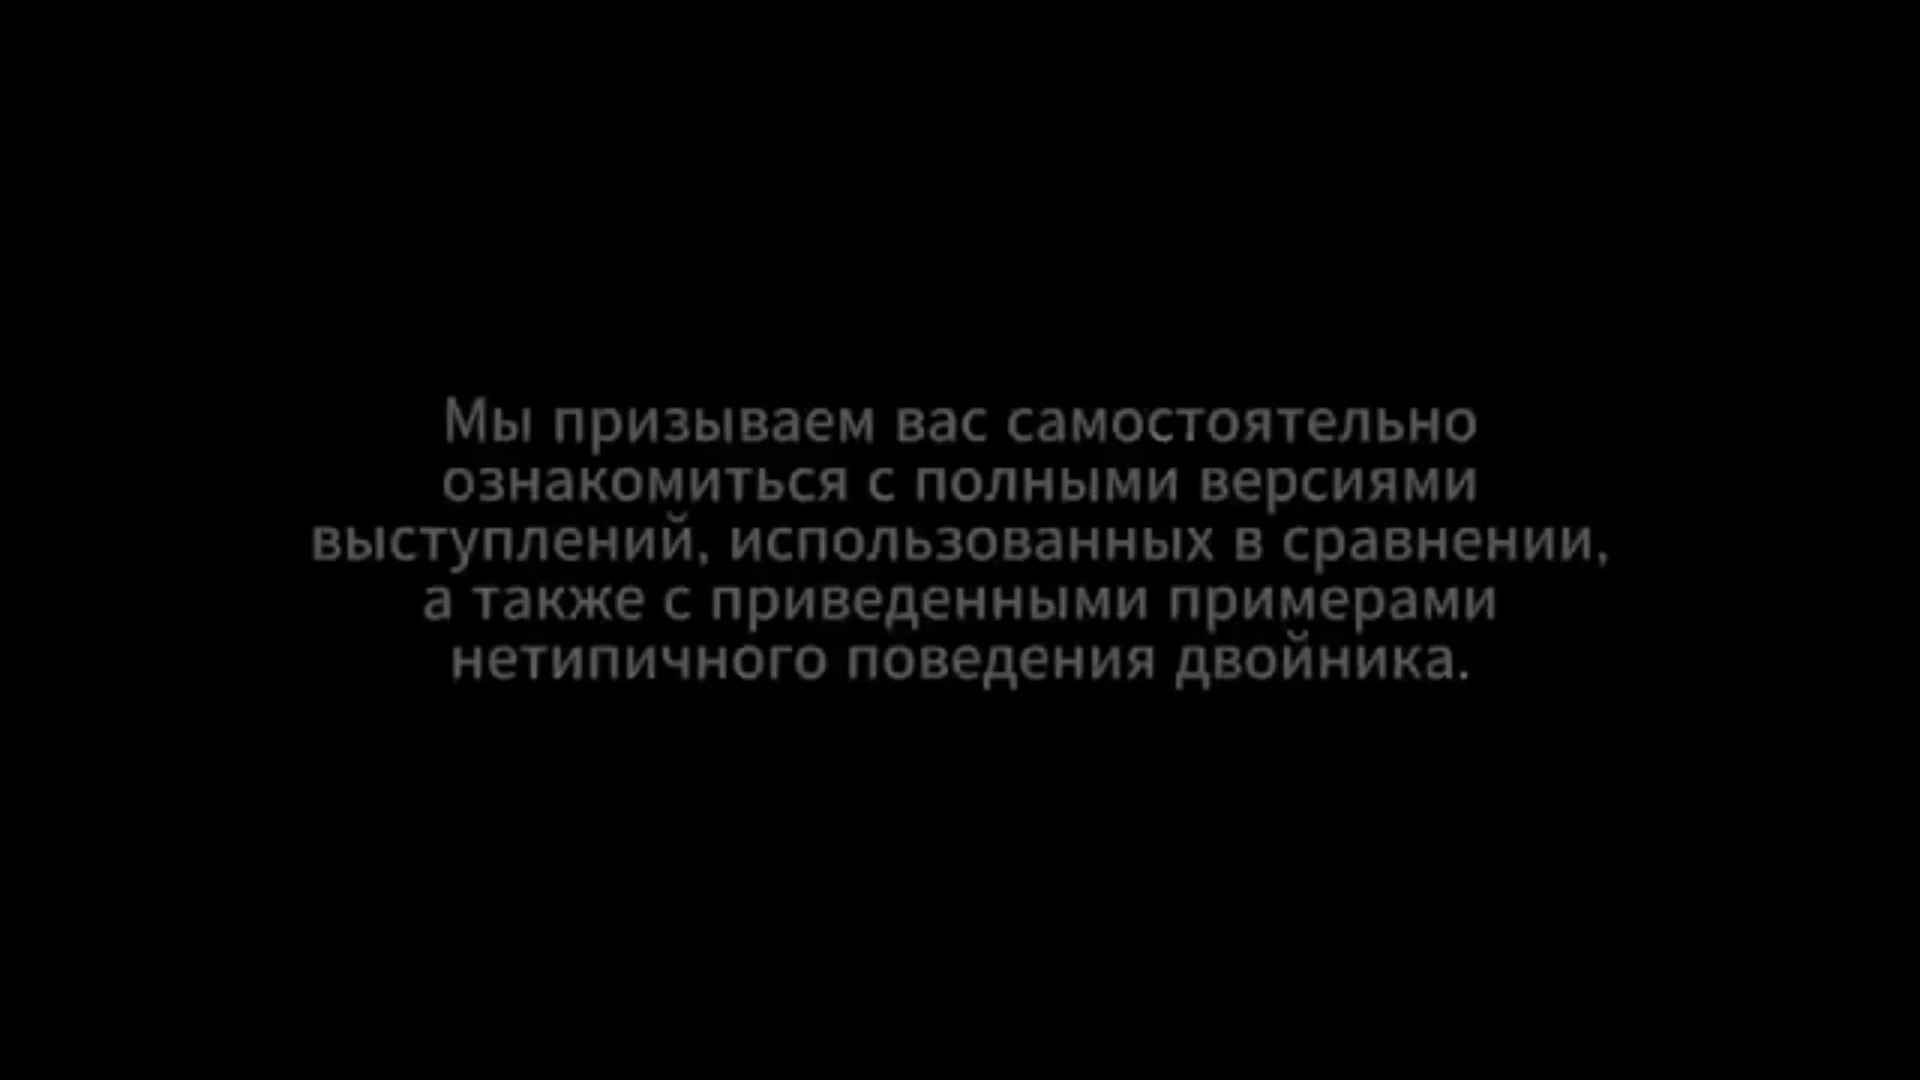 Мы призываем вас самостоятельно
ознакомиться с полными версиями
выступлений, использованных в сравнении,
а также с приведенными примерами
нетипичного поведения двойника.